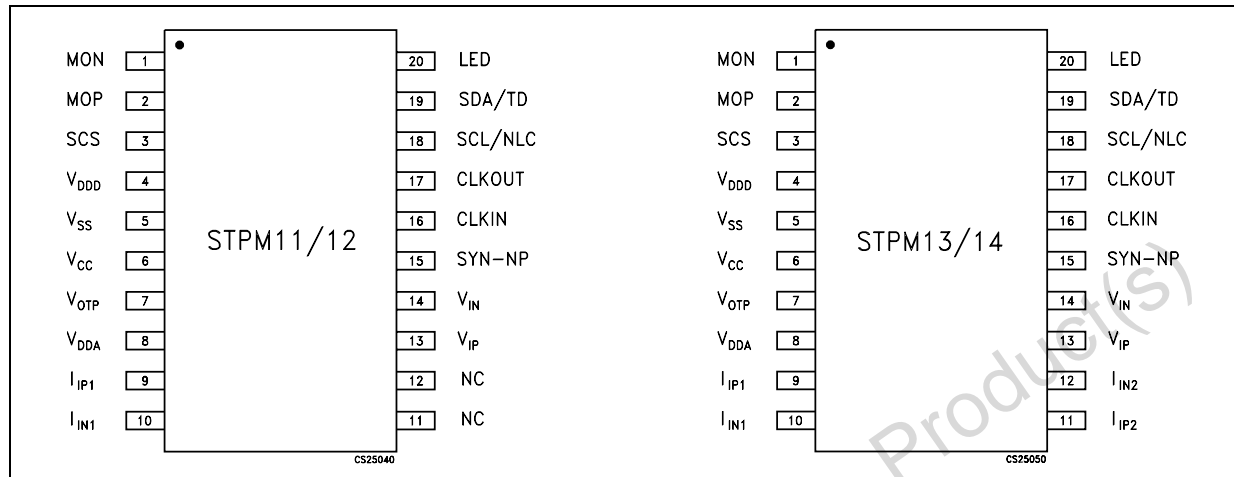 MON 1 20 LED
MOP 2 19 SDA/TD
SCS 3 18 SCL/NLC
VDDD 4 17 CLKOUT
VSS 5 16 CLKIN
STPM11/12
VCC 6 15 SYN-NP
VOTP 7 14 VIN
VDDA 8 13 VIP
IIP1 9 12 NC
IIN1 10 11 NC
CS25040
MON 1 20 LED
MOP 2 19 SDA/TD
SCS 3 18 SCL/NLC
VDDD 4 17 CLKOUT
VSS 5 16 CLKIN
STPM13/14
VCC 6 15 SYN-NP
VOTP 7 14 VIN
VDDA 8 13 VIP
IIP1 9 12 IIN2
IIN1 10 11 IIP2
CS25050
Product(s)